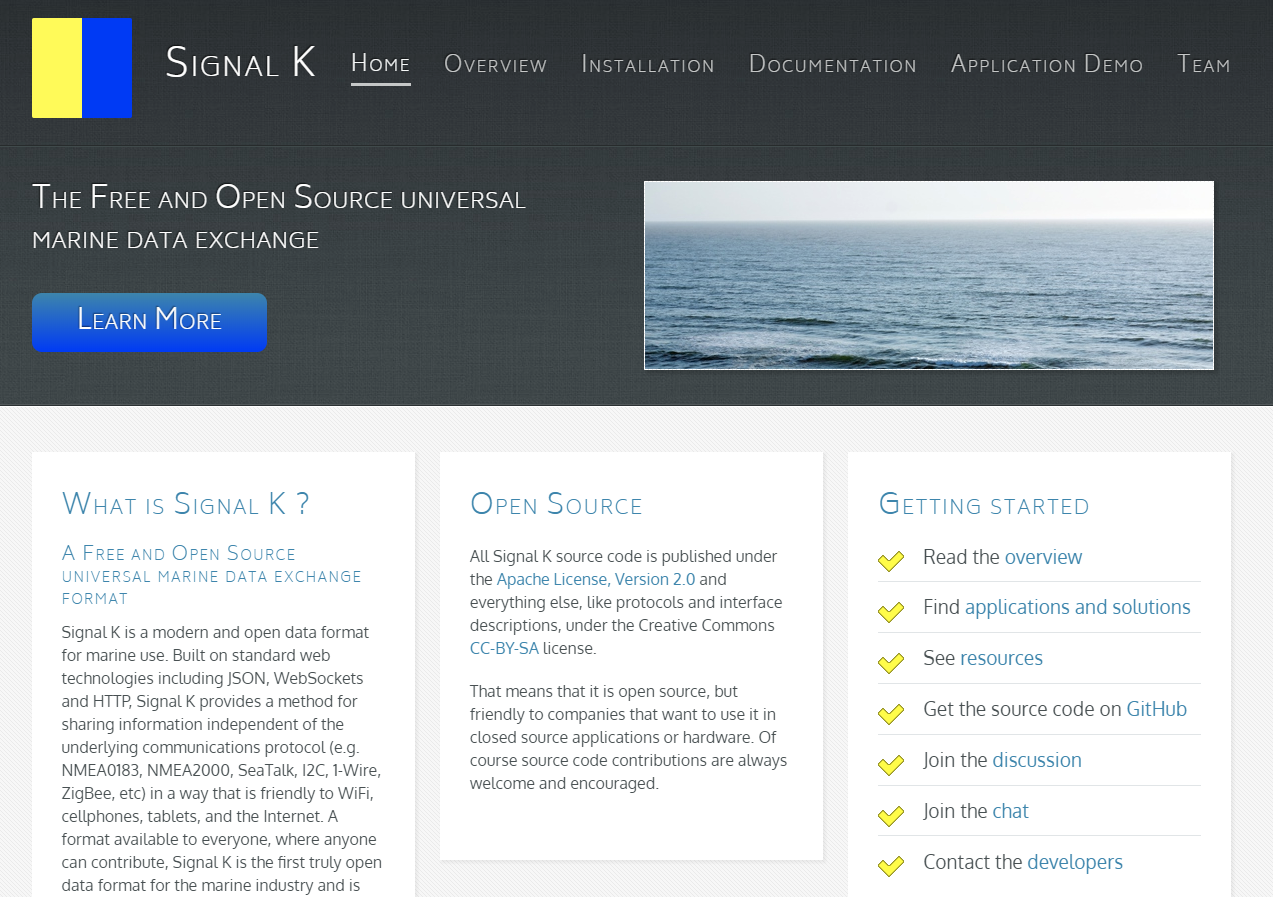 Signal K
Home
Overview
Installation
Documentation
Application Demo
Team
The Free and Open Source universal
marine data exchange
Learn More
What is Signal K ?
A Free and Open Source
universal marine data exchange
format
Signal K is a modern and open data format
for marine use. Built on standard web
technologies including JSON, WebSockets
and HTTP, Signal K provides a method for
sharing information independent of the
underlying communications protocol (e.g.
NMEA0183, NMEA2000, SeaTalk, I2C, 1-Wire,
ZigBee, etc) in a way that is friendly to WiFi,
cellphones, tablets, and the Internet. A
format available to everyone, where anyone
can contribute, Signal K is the first truly open
data format for the marine industry and is
Open Source
All Signal K source code is published under
the Apache License, Version 2.0 and
everything else, like protocols and interface
descriptions, under the Creative Commons
CC-BY-SA license.
That means that it is open source, but
friendly to companies that want to use it in
closed source applications or hardware. Of
course source code contributions are always
welcome and encouraged.
Getting started
Read the overview
Find applications and solutions
See resources
Get the source code on GitHub
Join the discussion
Join the chat
Contact the developers